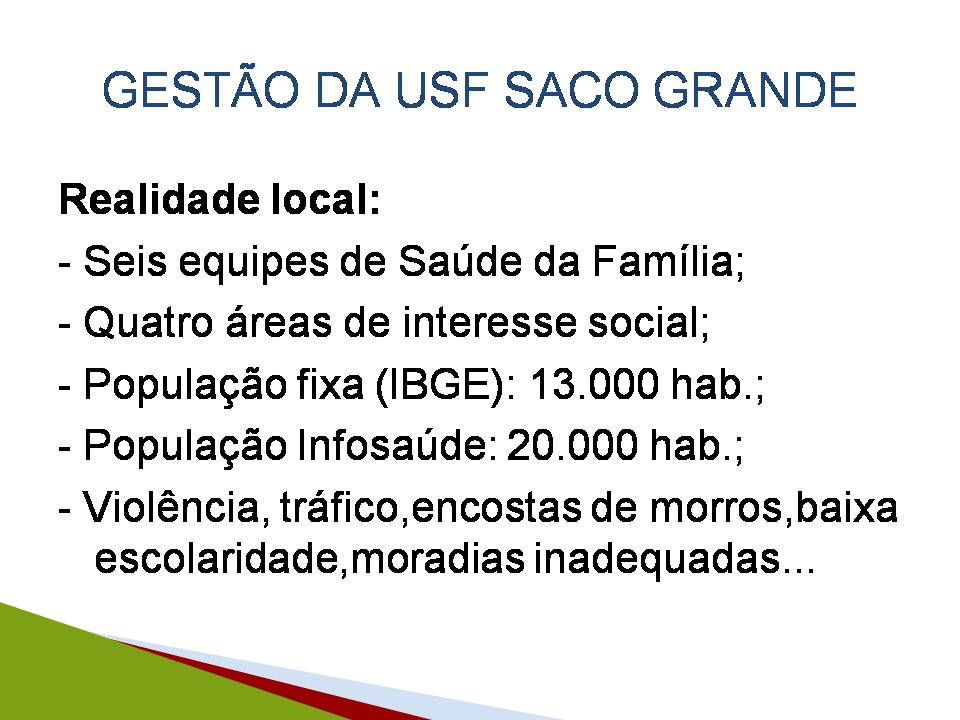 GESTÃO DA USF SACO GRANDE
Realidade local:
- Seis equipes de Saúde da Família;
- Quatro áreas de interesse social;
- População fixa (IBGE): 13.000 hab.;
- População Infosaúde: 20.000 hab.;
- Violência, tráfico,encostas de morros,baixa
escolaridade,moradias inadequadas...